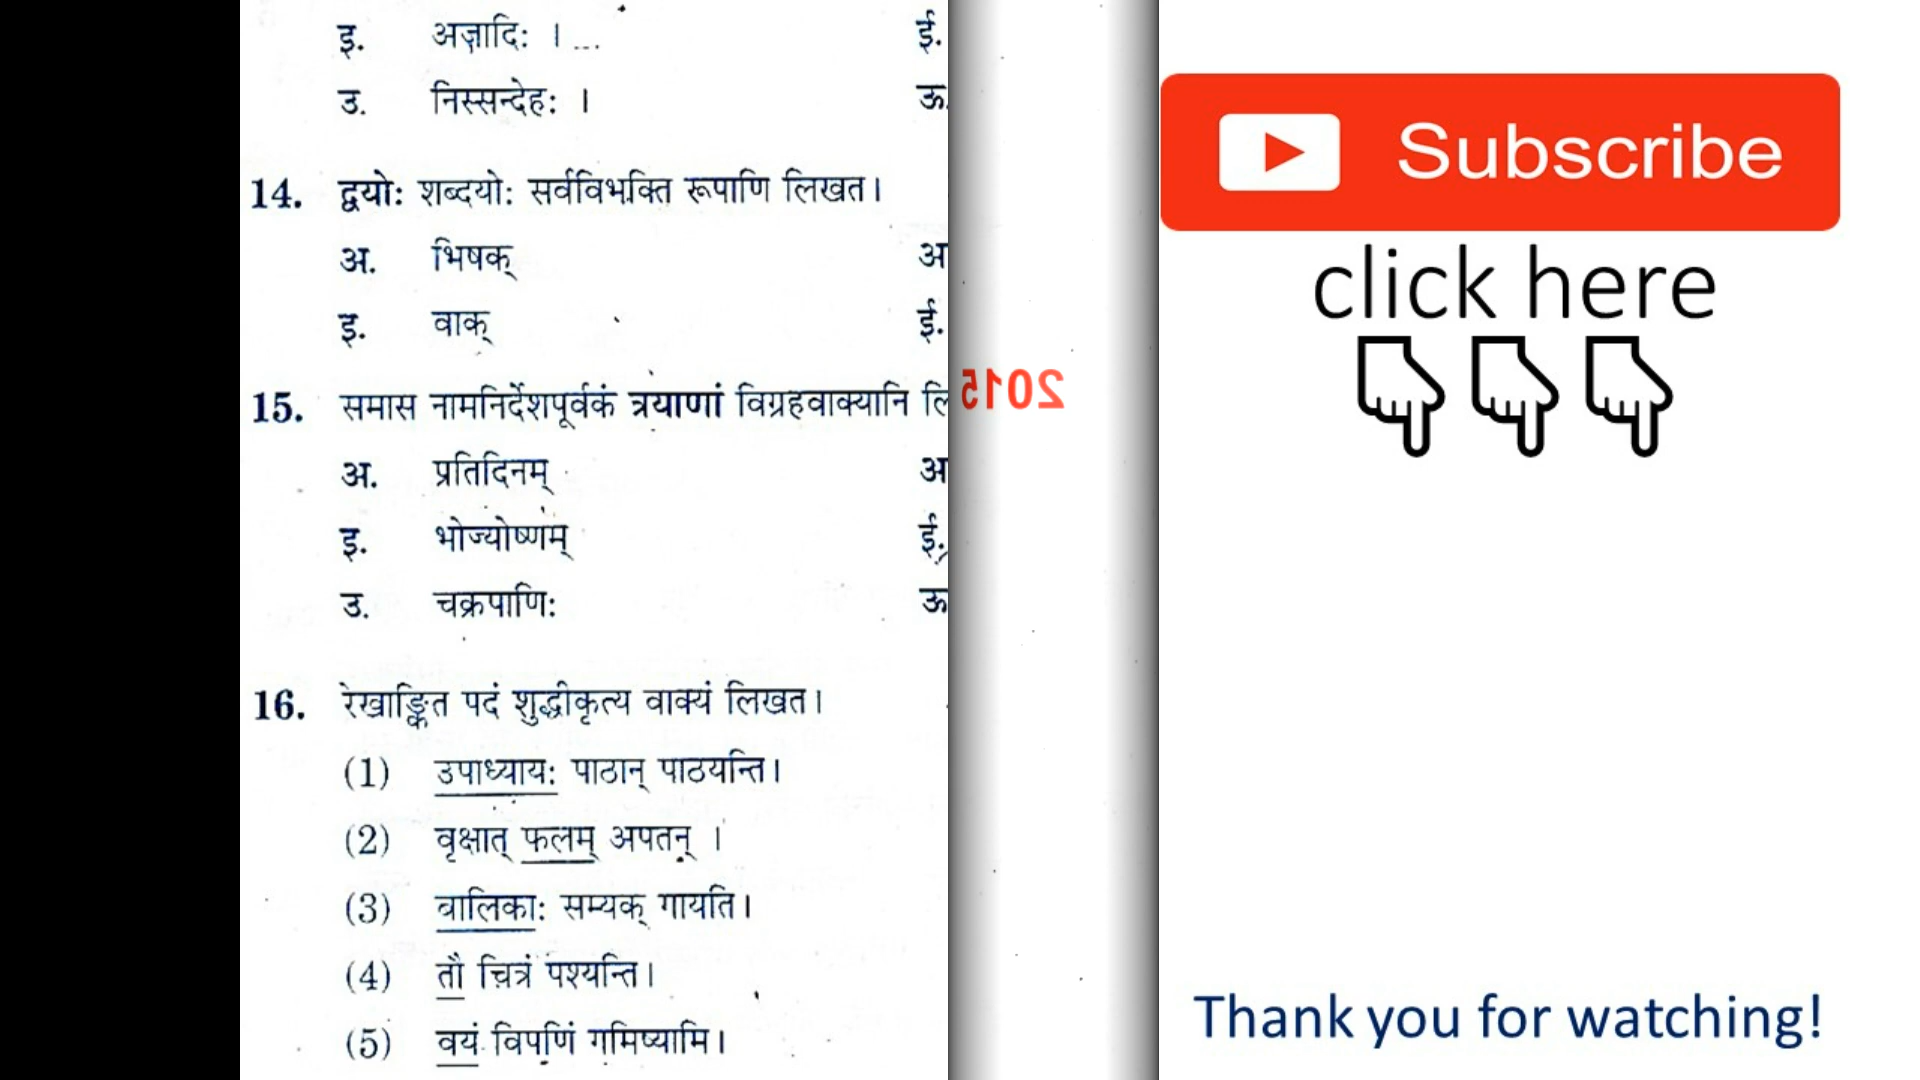 इ. अज़ादिः । ... ई.
उ. निस्सन्देहः । ऊ.
14. द्वयोः शब्दयोः सर्वविभक्ति रूपाणि लिखत।
अ. भिषक् अ
इ. वाक् ई.
15. समास नामनिर्देशपूर्वकं त्रयाणां विग्रहवाक्यानि लि
अ. प्रतिदिनम् अ
इ. भोज्योष्णम् ई.
उ. चक्रपाणिः ऊ
16. रेखाङ्कित पदं शुद्धीकृत्य वाक्यं लिखत।
(1) उपाध्यायः पाठान् पाठयन्ति।
(2) वृक्षात् फलम् अपतन् ।
(3) बालिकाः सम्यक् गायति।
(4) तौ चित्रं पश्यन्ति।
(5) वयं विपणिं गमिष्यामि।
2015
Subscribe
click here
Thank you for watching!